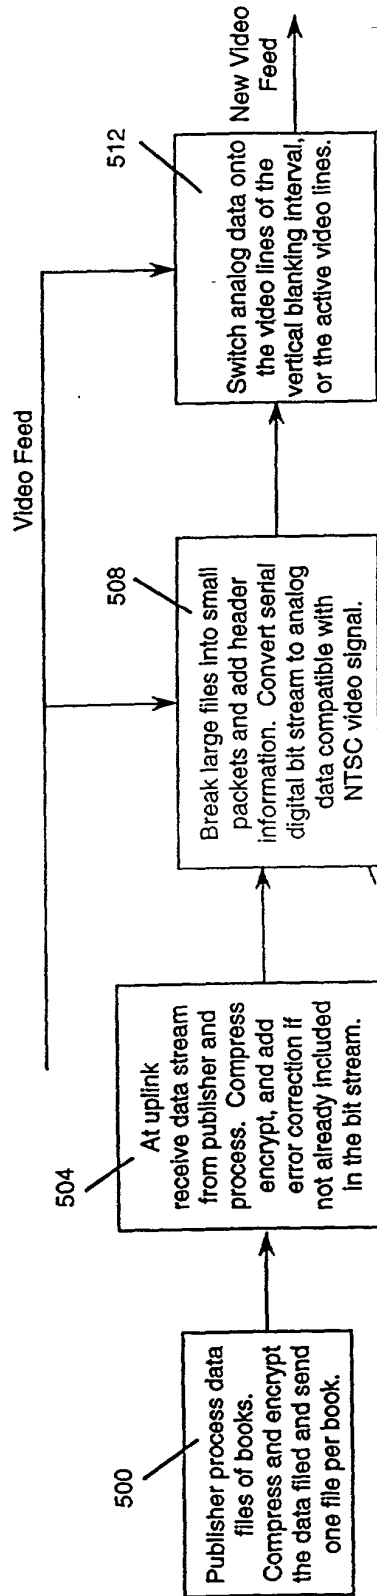 Video Feed
500
Publisher process data
files of books.
Compress and encrypt
the data filed and send
one file per book.
504
At uplink
receive data stream
from publisher and
process. Compress
encrypt, and add
error correction if
not already included
in the bit stream.
508
Break large files into small
packets and add header
information. Convert serial
digital bit stream to analog
data compatible with
NTSC video signal.
512
Switch analog data onto
the video lines of the
vertical blanking interval,
or the active video lines.
New Video
Feed